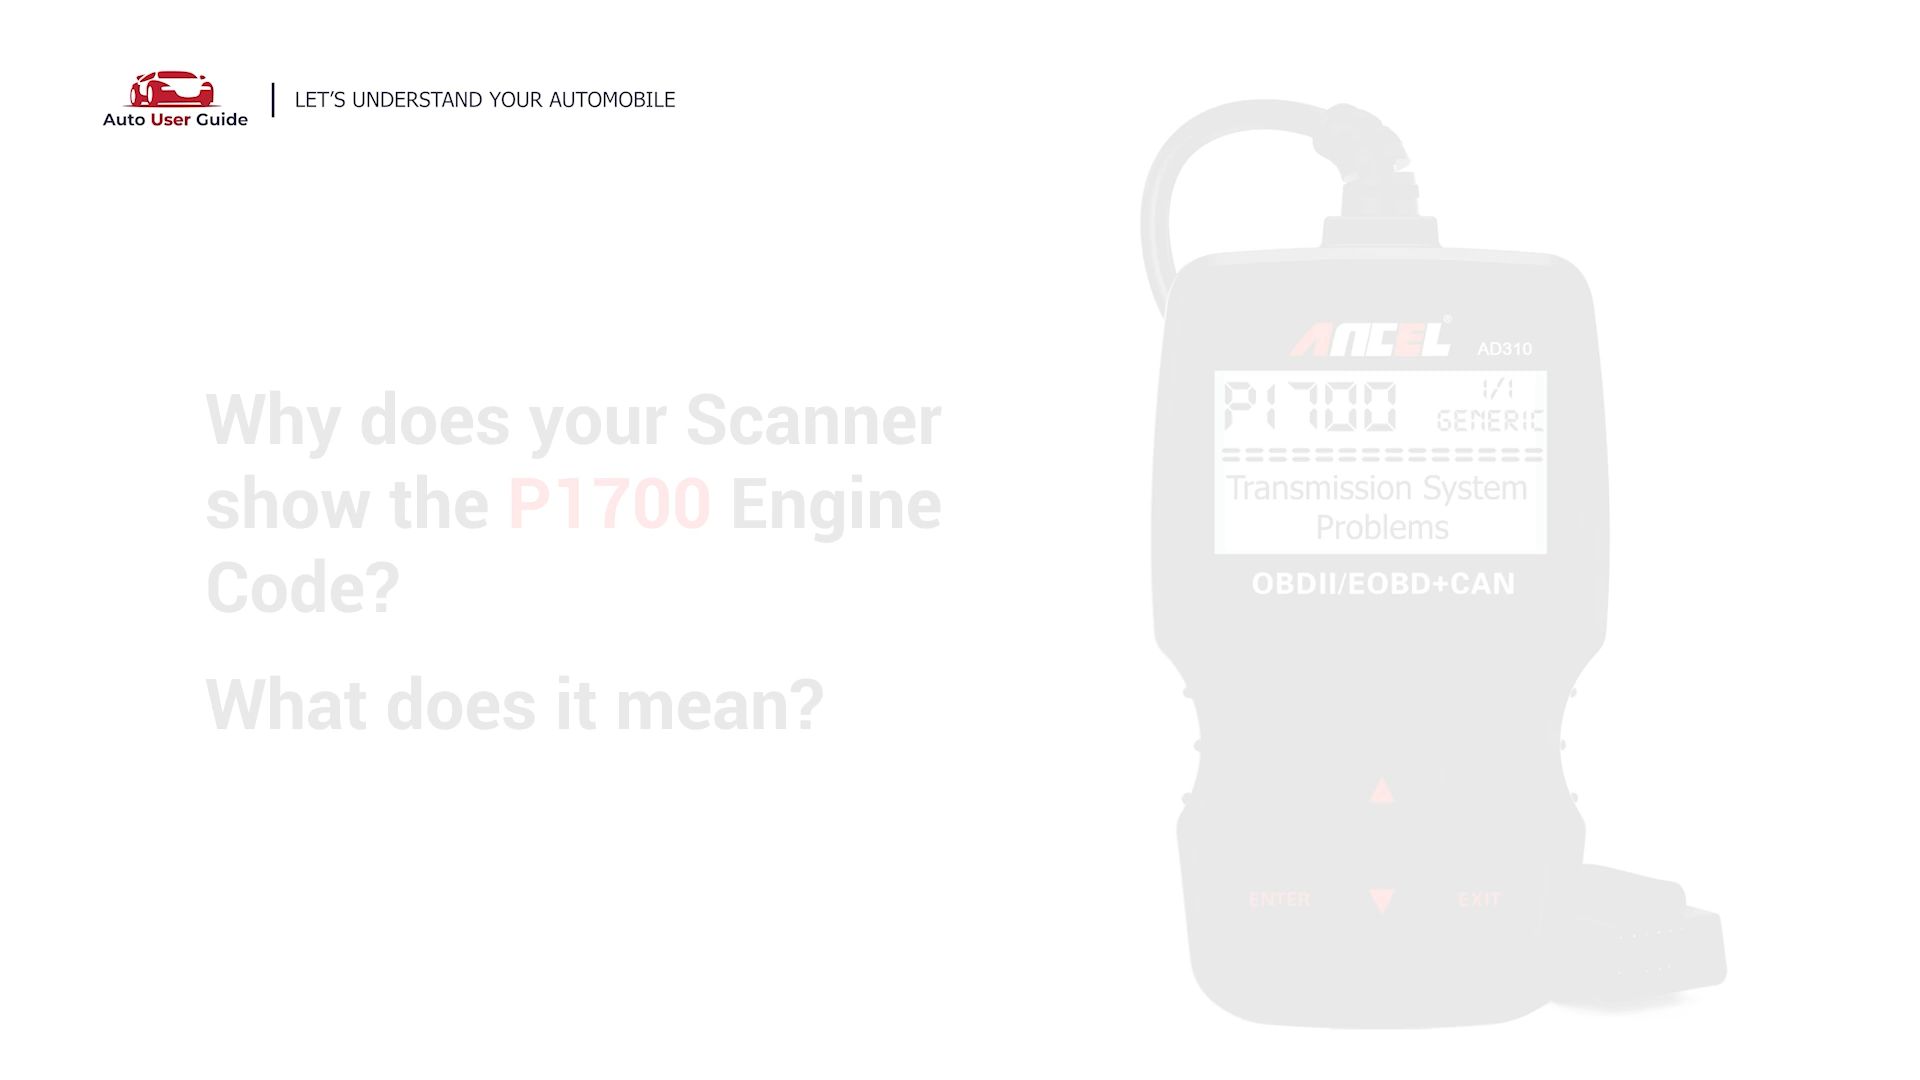 Auto User Guide
LET'S UNDERSTAND YOUR AUTOMOBILE
Why does your Scanner
show the P1700 Engine
Code?
What does it mean?
ANCEL®
AD310
P1700 1/1
GENERIC
===============
Transmission System
Problems
OBDII/EOBD+CAN
ENTER EXIT